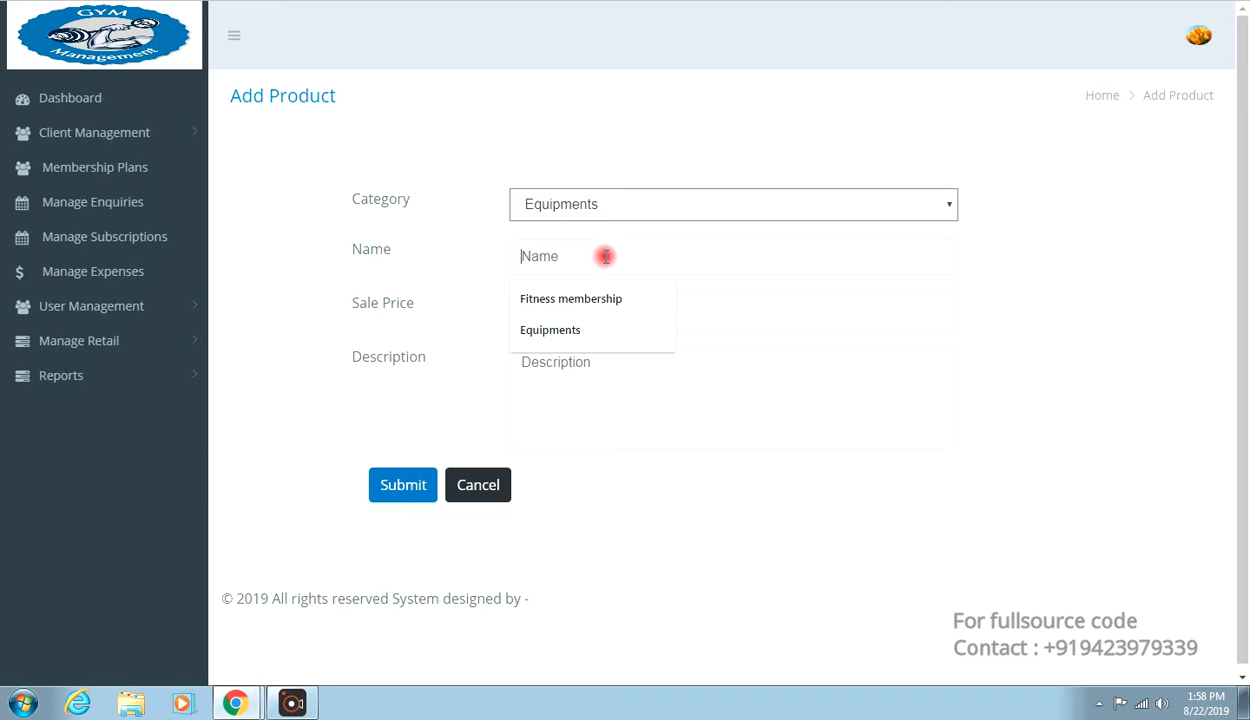 GYM
Management
Dashboard
Client Management
Membership Plans
Manage Enquiries
Manage Subscriptions
Manage Expenses
User Management
Manage Retail
Reports
Add Product
Home > Add Product
Category
Equipments
Name
Name
Fitness membership
Equipments
Sale Price
Description
Description
Submit
Cancel
© 2019 All rights reserved System designed by -
For fullsource code
Contact : +919423979339
1:58 PM
8/22/2019